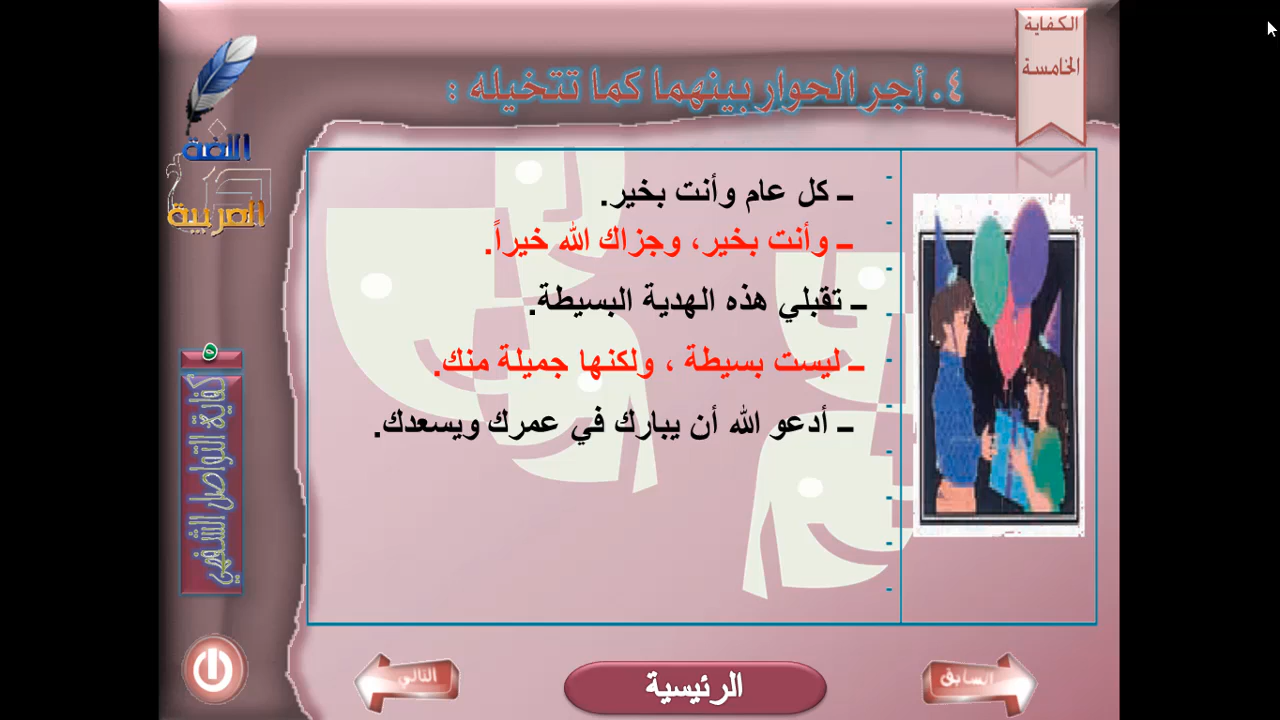 الكفاية
الخامسة
٤. أجر الحوار بينهما كما تتخيله :
اللغة
العربية
ـ كل عام وأنت بخير.
ـ وأنت بخير، وجزاك الله خيراً.
ـ تقبلي هذه الهدية البسيطة.
ـ ليست بسيطة ، ولكنها جميلة منك.
ـ أدعو الله أن يبارك في عمرك ويسعدك.
٥
كفاية التواصل الشفهي
السابق
الرئيسية
التالي